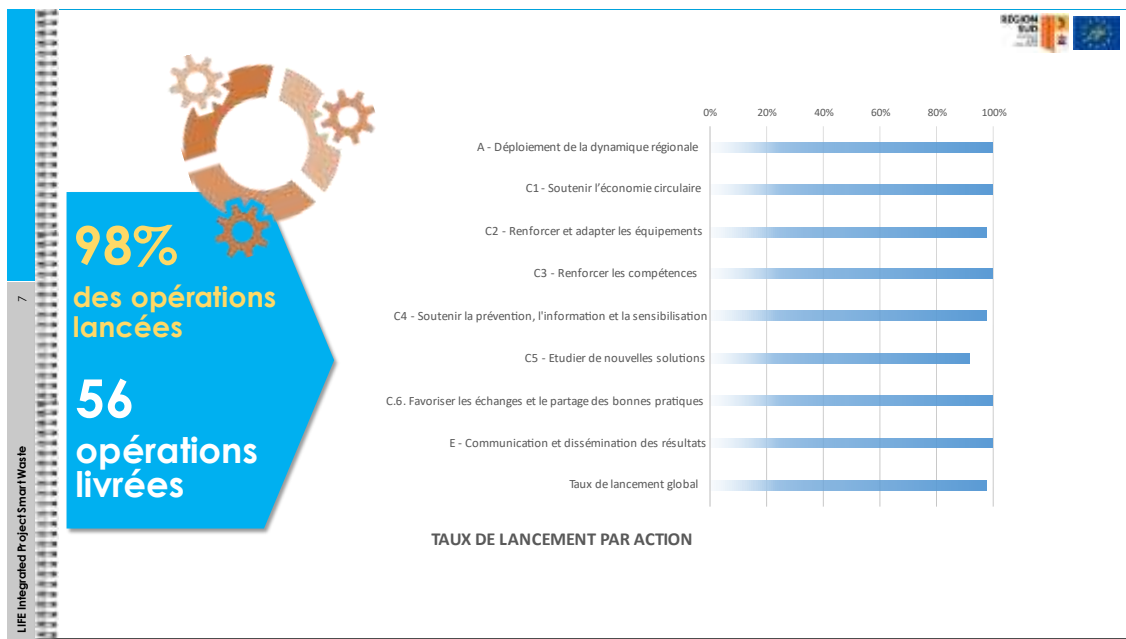 RÉGION
SUD
98%
des opérations
lancées
56
opérations
livrées
0%
20%
40%
60%
80%
100%
A - Déploiement de la dynamique régionale
C1 - Soutenir l'économie circulaire
C2 - Renforcer et adapter les équipements
C3 - Renforcer les compétences
C4 - Soutenir la prévention, l'information et la sensibilisation
C5 - Etudier de nouvelles solutions
C.6. Favoriser les échanges et le partage des bonnes pratiques
E - Communication et dissémination des résultats
Taux de lancement global
TAUX DE LANCEMENT PAR ACTION
7
LIFE Integrated Project Smart Waste